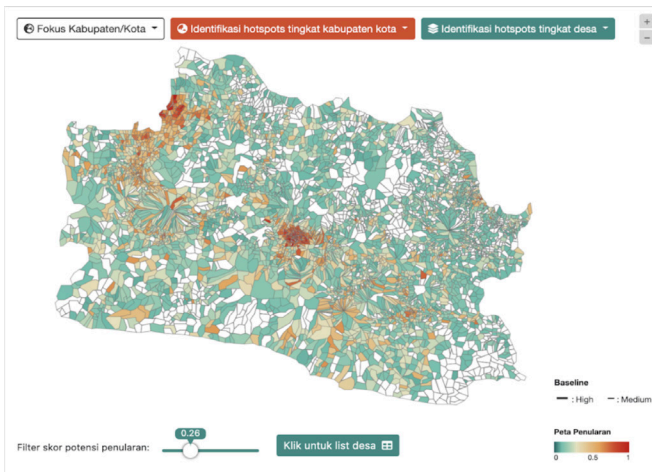 Fokus Kabupaten/Kota
Identifikasi hotspots tingkat kabupaten kota
Identifikasi hotspots tingkat desa
+
−
Baseline
: High
: Medium
Peta Penularan
0 0.5 1
0.26
Filter skor potensi penularan:
Klik untuk list desa